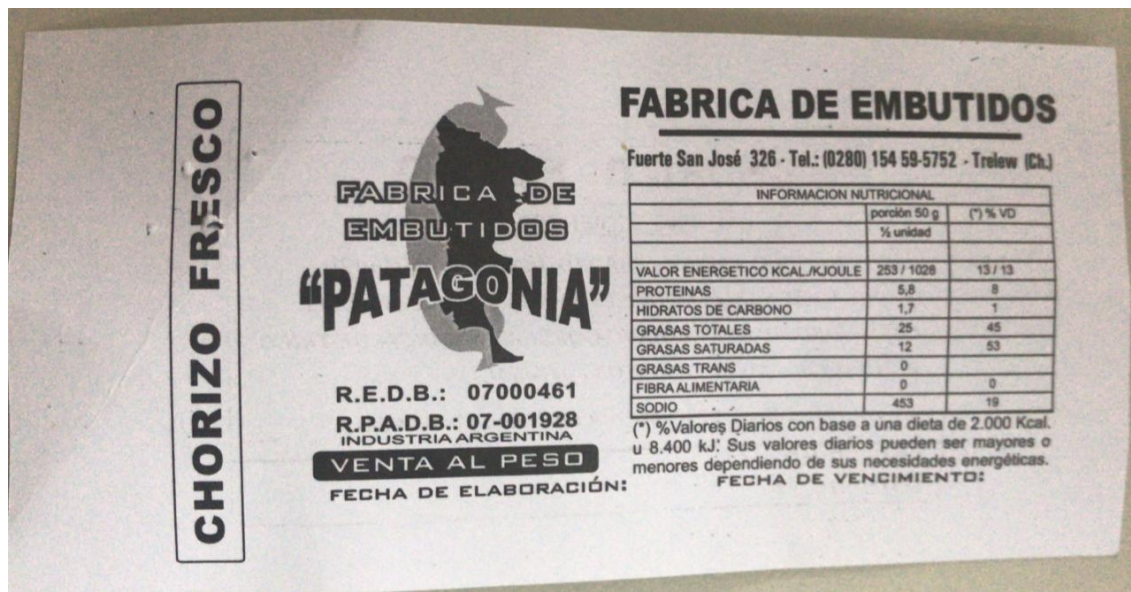 CHORIZO FRESCO
FABRICA DE
EMBUTIDOS
"PATAGONIA"
R.E.D.B.: 07000461
R.P.A.D.B.: 07-001928
INDUSTRIA ARGENTINA
VENTA AL PESO
FECHA DE ELABORACIÓN:
FABRICA DE EMBUTIDOS
Fuerte San José 326 - Tel.: (0280) 154 59-5752 - Trelew (Ch.)
INFORMACION NUTRICIONAL
porción 50 g (*) % VD
½ unidad
VALOR ENERGETICO KCAL./KJOULE 253 / 1026 13 / 13
PROTEINAS 5,8 8
HIDRATOS DE CARBONO 1,7 1
GRASAS TOTALES 25 45
GRASAS SATURADAS 12 53
GRASAS TRANS 0
FIBRA ALIMENTARIA 0 0
SODIO 453 19
(*) %Valores Diarios con base a una dieta de 2.000 Kcal.
u 8.400 kJ. Sus valores diarios pueden ser mayores o
menores dependiendo de sus necesidades energéticas.
FECHA DE VENCIMIENTO: